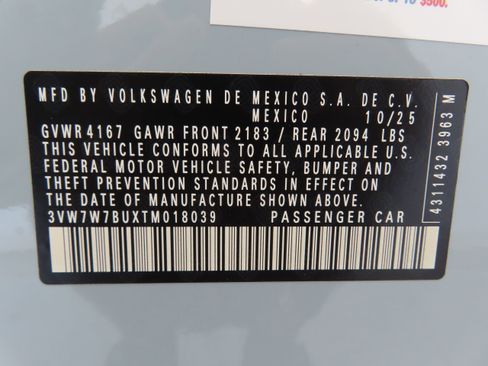 $500.
MFD BY VOLKSWAGEN DE MEXICO S.A. DE C.V.
MEXICO 10/25
GVWR 4167 GAWR FRONT 2183 / REAR 2094 LBS
THIS VEHICLE CONFORMS TO ALL APPLICABLE U.S.
FEDERAL MOTOR VEHICLE SAFETY, BUMPER AND
THEFT PREVENTION STANDARDS IN EFFECT ON THE
DATE OF MANUFACTURE SHOWN ABOVE.
3VW7W7BUXTM018039 PASSENGER CAR
4311432 3963 M